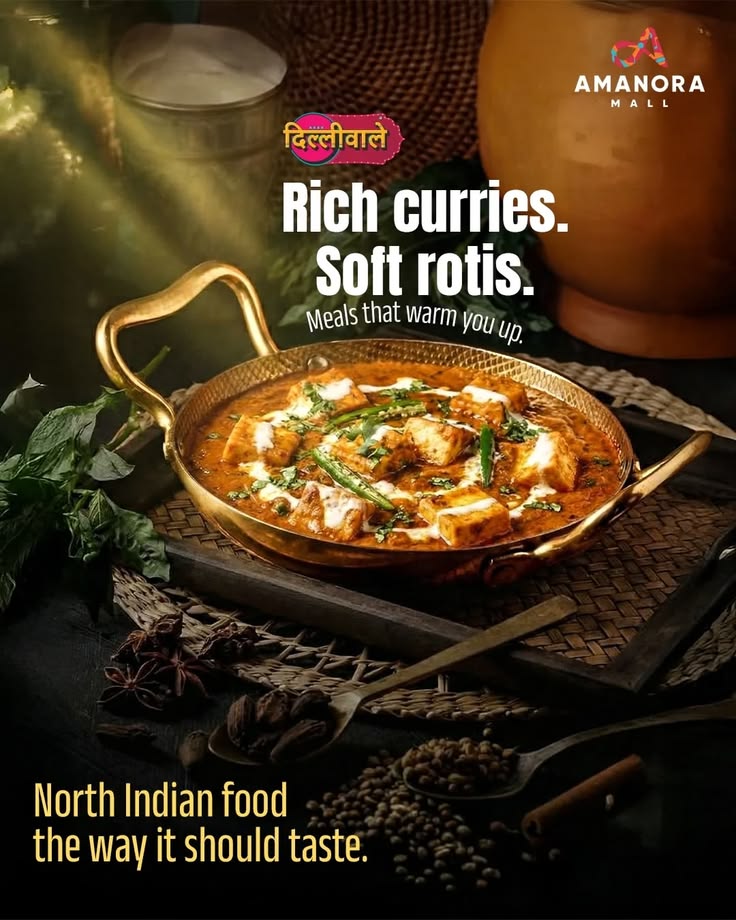 AMANORA
MALL
दिल्लीवाले
Rich curries.
Soft rotis.
Meals that warm you up.
North Indian food
the way it should taste.